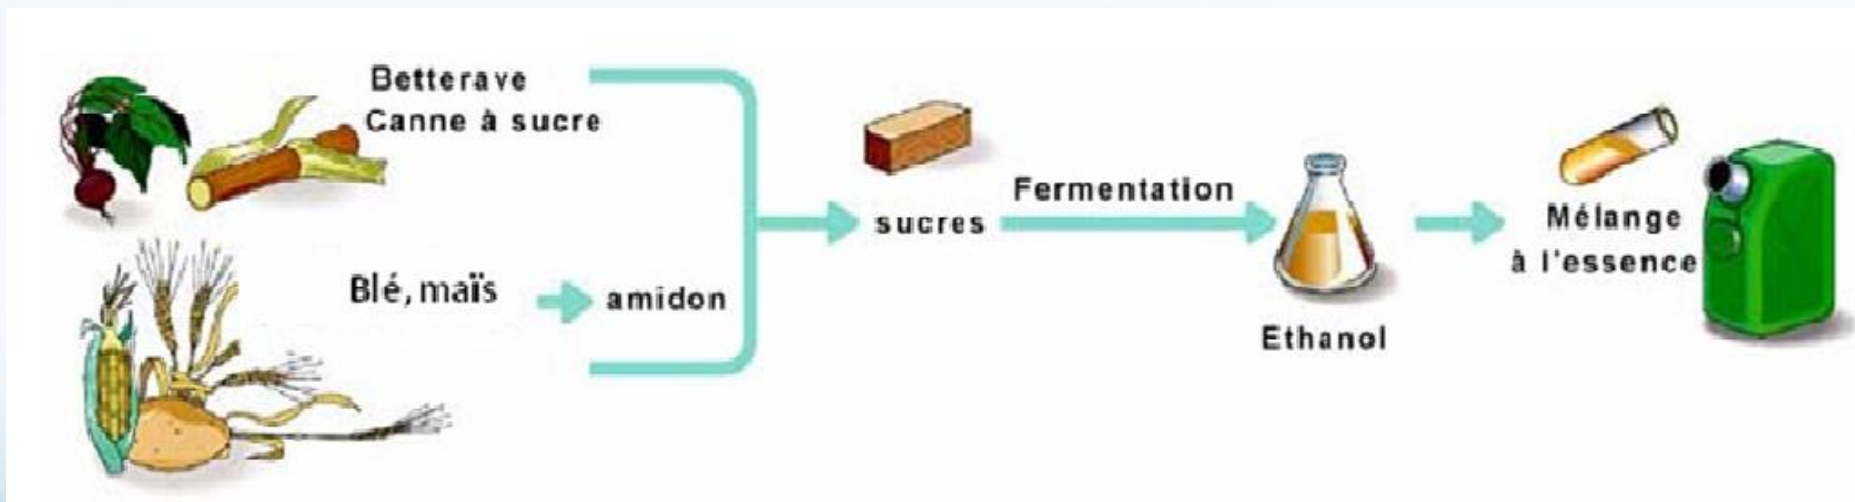 Betterave
Canne à sucre
Blé, maïs
amidon
sucres
Fermentation
Ethanol
Mélange
à l'essence